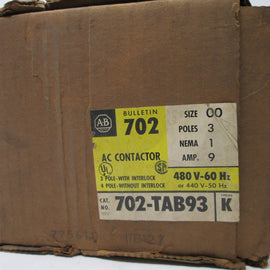 AB
BULLETIN
702
SIZE 00
POLES 3
NEMA 1
AMP. 9
AC CONTACTOR
UL
3 POLE-WITH INTERLOCK
4 POLE-WITHOUT INTERLOCK
480 V-60 Hz
or 440 V-50 Hz
CAT. NO. 702-TAB93
K